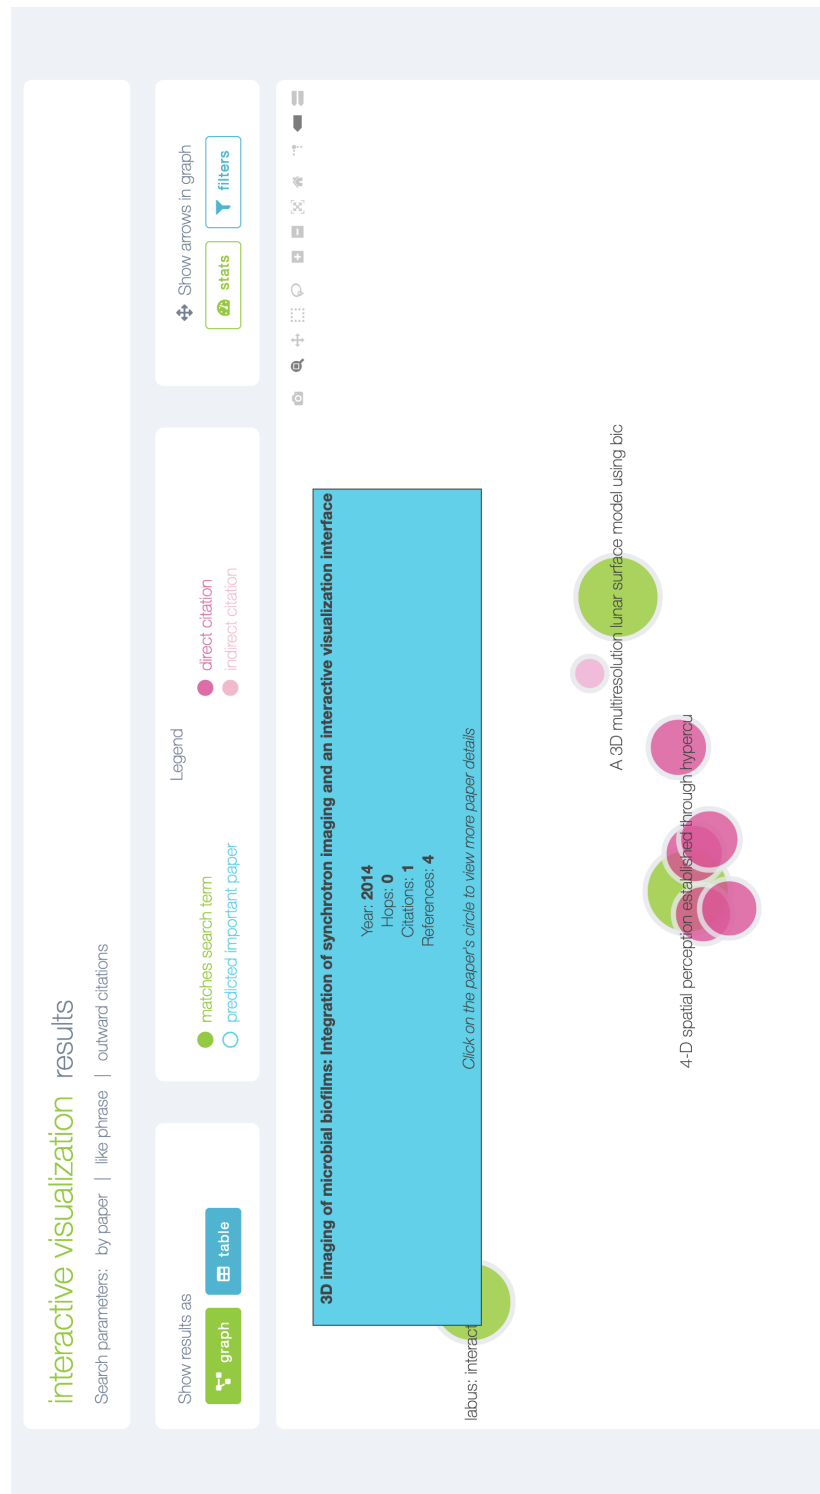 interactive visualization results
Search parameters: by paper | like phrase | outward citations
Show results as
graph
table
Legend
matches search term
direct citation
predicted important paper
indirect citation
Show arrows in graph
stats
filters
3D imaging of microbial biofilms: Integration of synchrotron imaging and an interactive visualization interface
Year: 2014
Hops: 0
Citations: 1
References: 4
Click on the paper's circle to view more paper details
labus: interact
A 3D multiresolution lunar surface model using bic
4-D spatial perception established through hypercu